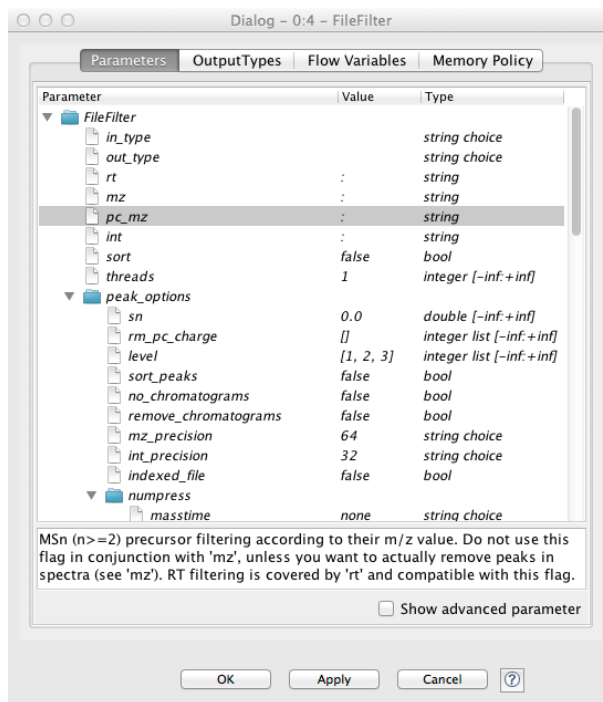 Dialog – 0:4 – FileFilter
Parameters OutputTypes Flow Variables Memory Policy
Parameter Value Type
FileFilter
in_type string choice
out_type string choice
rt : string
mz : string
pc_mz : string
int : string
sort false bool
threads 1 integer [-inf:+inf]
peak_options
sn 0.0 double [-inf:+inf]
rm_pc_charge [] integer list [-inf:+inf]
level [1, 2, 3] integer list [-inf:+inf]
sort_peaks false bool
no_chromatograms false bool
remove_chromatograms false bool
mz_precision 64 string choice
int_precision 32 string choice
indexed_file false bool
numpress
masstime none string choice
MSn (n>=2) precursor filtering according to their m/z value. Do not use this
flag in conjunction with 'mz', unless you want to actually remove peaks in
spectra (see 'mz'). RT filtering is covered by 'rt' and compatible with this flag.
Show advanced parameter
OK Apply Cancel ?